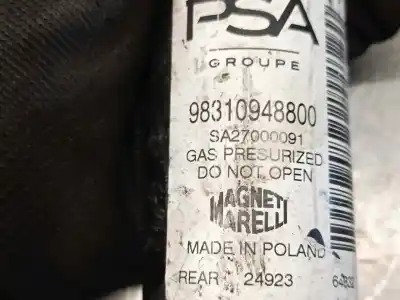 PSA
GROUPE
98310948800
SA27000091
GAS PRESURIZED
DO NOT OPEN
MAGNETI
MARELLI
MADE IN POLAND
REAR 24923